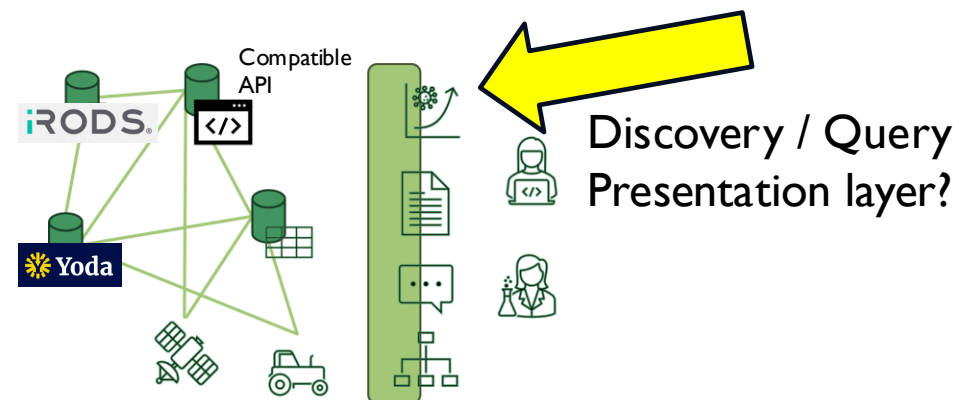 Compatible
API
iRODS®
</>
Discovery / Query
Presentation layer?
</>
Yoda